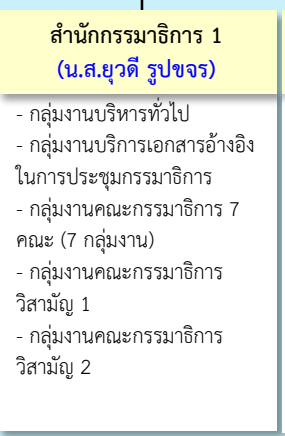 สำนักกรรมาธิการ 1
(น.ส.ยุวดี รูปขจร)
- กลุ่มงานบริหารทั่วไป
- กลุ่มงานบริการเอกสารอ้างอิง
ในการประชุมกรรมาธิการ
- กลุ่มงานคณะกรรมาธิการ 7
คณะ (7 กลุ่มงาน)
- กลุ่มงานคณะกรรมาธิการ
วิสามัญ 1
- กลุ่มงานคณะกรรมาธิการ
วิสามัญ 2